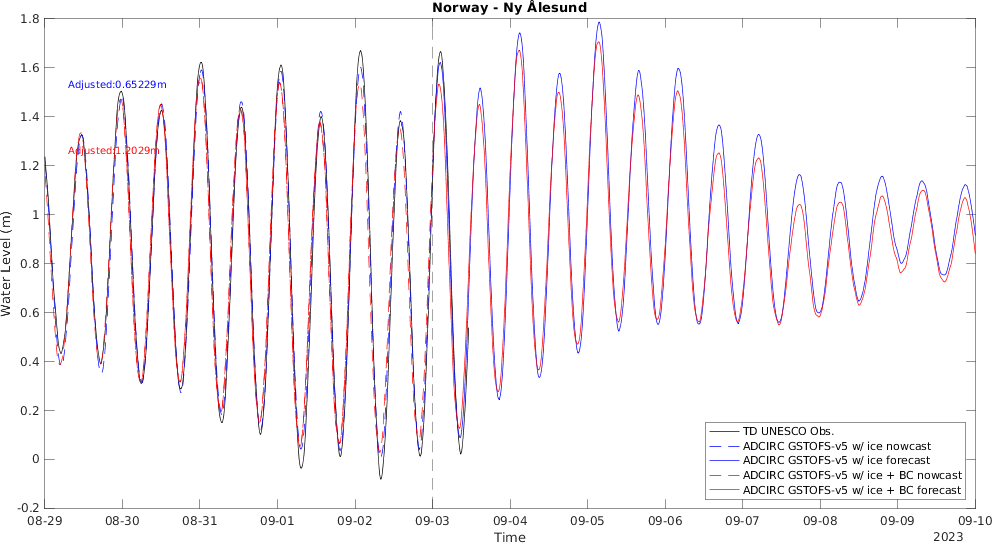 Norway - Ny Ålesund
Water Level (m)
1.8
1.6
1.4
1.2
1
0.8
0.6
0.4
0.2
0
-0.2
Adjusted:0.65229m
Adjusted:1.2029m
TD UNESCO Obs.
ADCIRC GSTOFS-v5 w/ ice nowcast
ADCIRC GSTOFS-v5 w/ ice forecast
ADCIRC GSTOFS-v5 w/ ice + BC nowcast
ADCIRC GSTOFS-v5 w/ ice + BC forecast
08-29 08-30 08-31 09-01 09-02 09-03 09-04 09-05 09-06 09-07 09-08 09-09 09-10
Time
2023